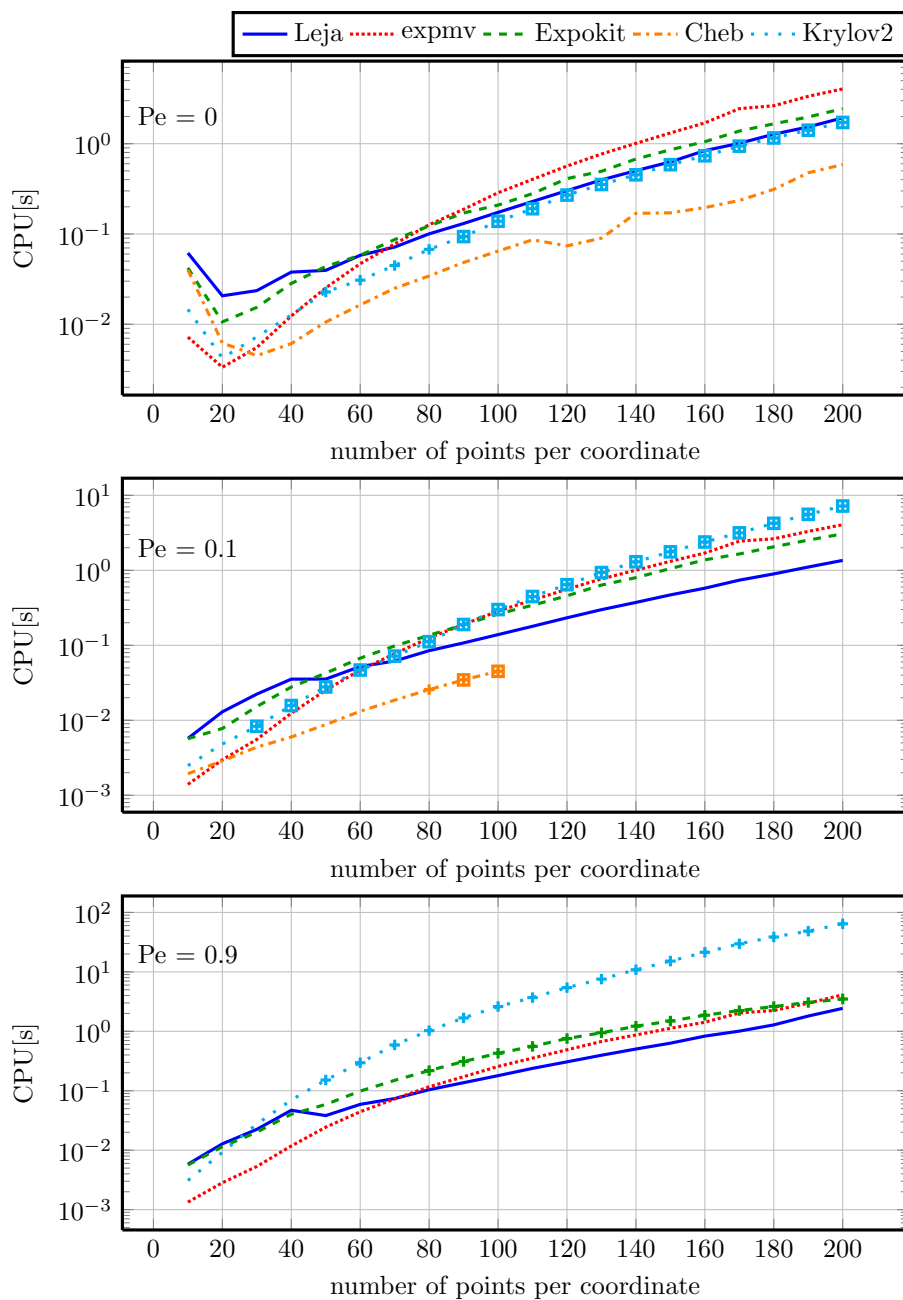 Leja expmv Expokit Cheb Krylov2
Pe = 0
CPU[s]
10^0
10^-1
10^-2
0 20 40 60 80 100 120 140 160 180 200
number of points per coordinate
Pe = 0.1
CPU[s]
10^1
10^0
10^-1
10^-2
10^-3
0 20 40 60 80 100 120 140 160 180 200
number of points per coordinate
Pe = 0.9
CPU[s]
10^2
10^1
10^0
10^-1
10^-2
10^-3
0 20 40 60 80 100 120 140 160 180 200
number of points per coordinate